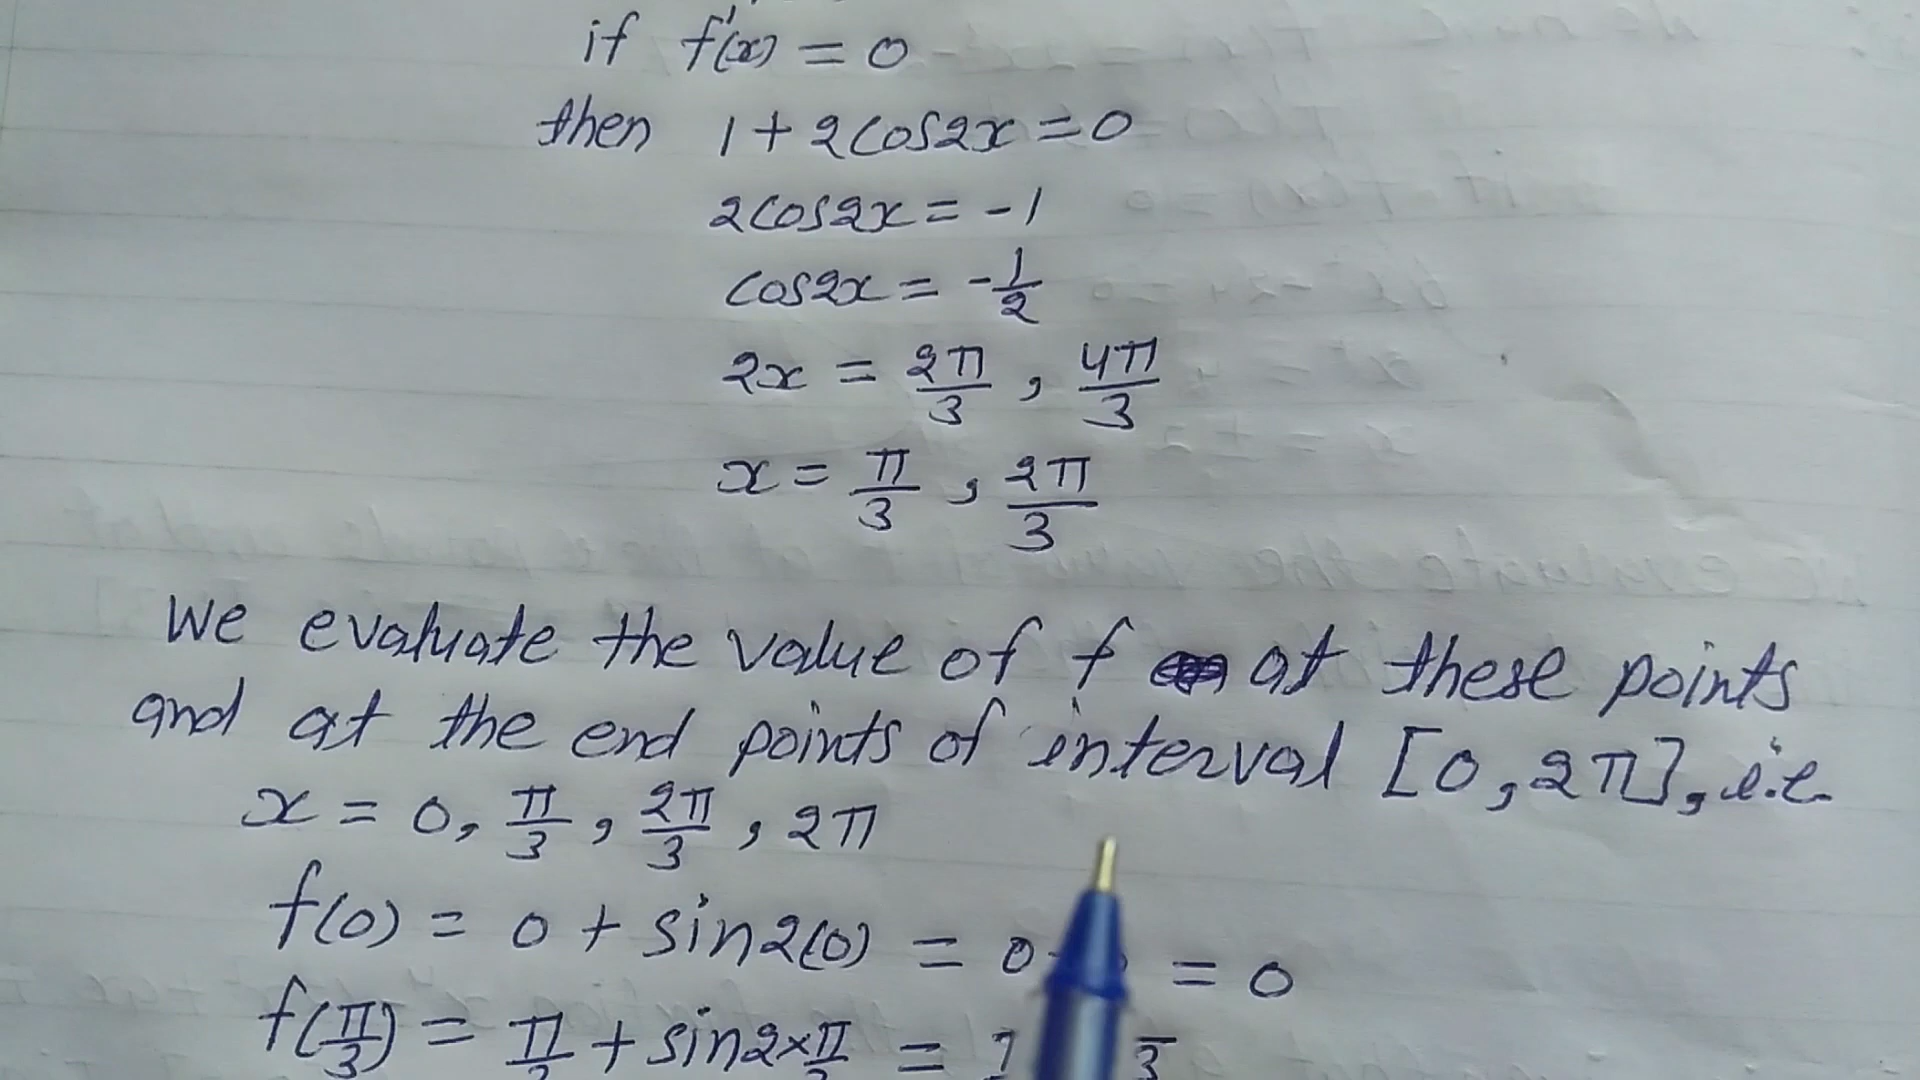 if f'(x) = 0
then 1 + 2cos2x = 0
2cos2x = -1
cos2x = -1/2
2x = 2π/3, 4π/3
x = π/3, 2π/3
We evaluate the value of f at these points
and at the end points of interval [0, 2π], i.e.
x = 0, π/3, 2π/3, 2π
f(0) = 0 + sin2(0) = 0 = 0
f(π/3) = π/3 + sin2×π/3 =